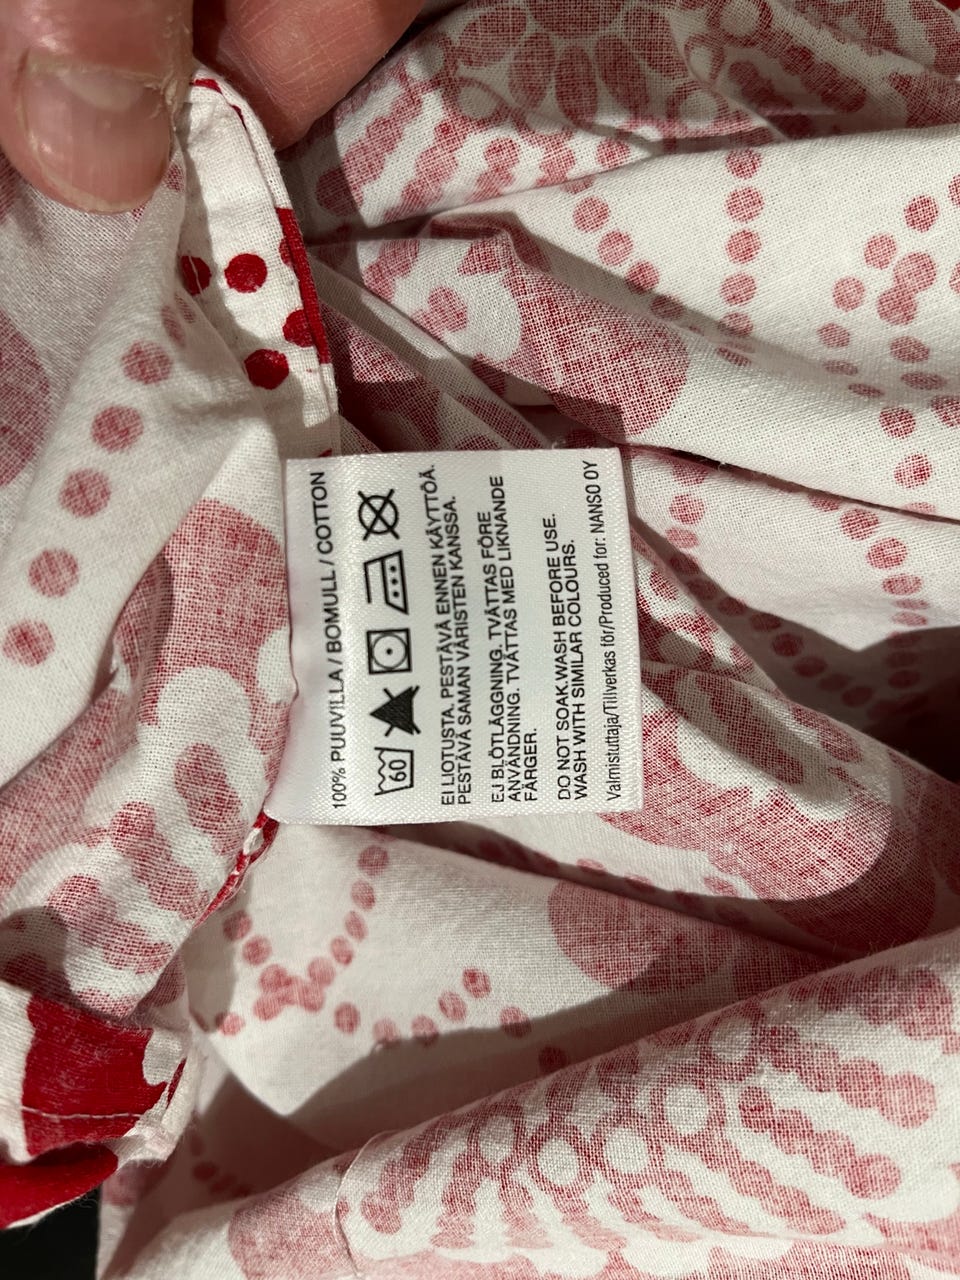 100% PUUVILLA / BOMULL / COTTON
60
EI LIOTUSTA. PESTÄVÄ ENNEN KÄYTTÖÄ.
PESTÄVÄ SAMAN VÄRISTEN KANSSA.
EJ BLÖTLÄGGNING. TVÄTTAS FÖRE
ANVÄNDNING. TVÄTTAS MED LIKNANDE
FÄRGER.
DO NOT SOAK.WASH BEFORE USE.
WASH WITH SIMILAR COLOURS.
Valmistuttaja/Tillverkas för/Produced for: NANSO OY